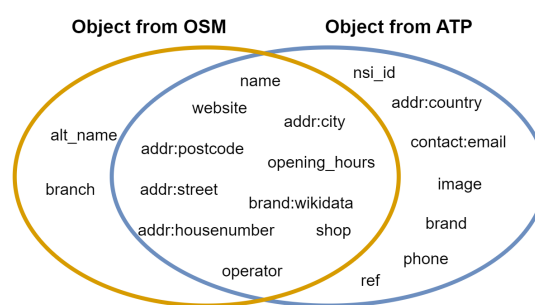 Object from OSM
Object from ATP
alt_name
branch
name
website
addr:city
addr:postcode
opening_hours
addr:street
brand:wikidata
addr:housenumber
shop
operator
nsi_id
addr:country
contact:email
image
brand
phone
ref